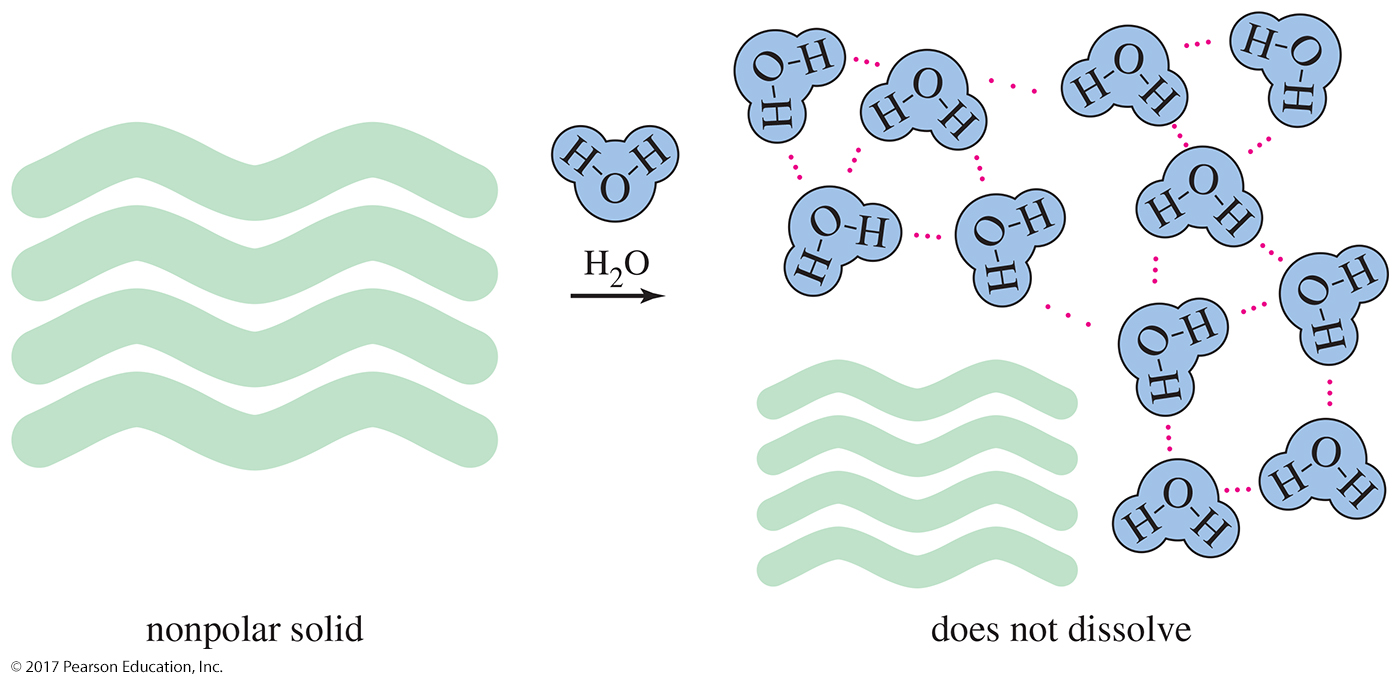 H H
O
H₂O
nonpolar solid
O H
H
O
H H
O
H H
H O
H
O H
H
O H
H
O
H H
O H
H
O H
H
O
H H
O
H H
does not dissolve
© 2017 Pearson Education, Inc.